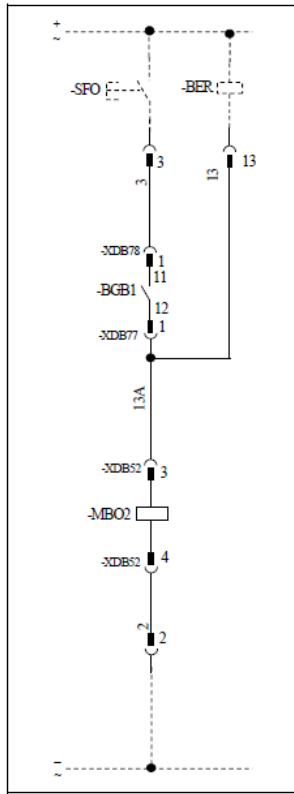 +
~
-SFO
-BER
3
13
3
13
-XDB78
1
11
-BGB1
12
-XDB77
1
13A
-XDB52
3
-MBO2
-XDB52
4
2
2
–
~